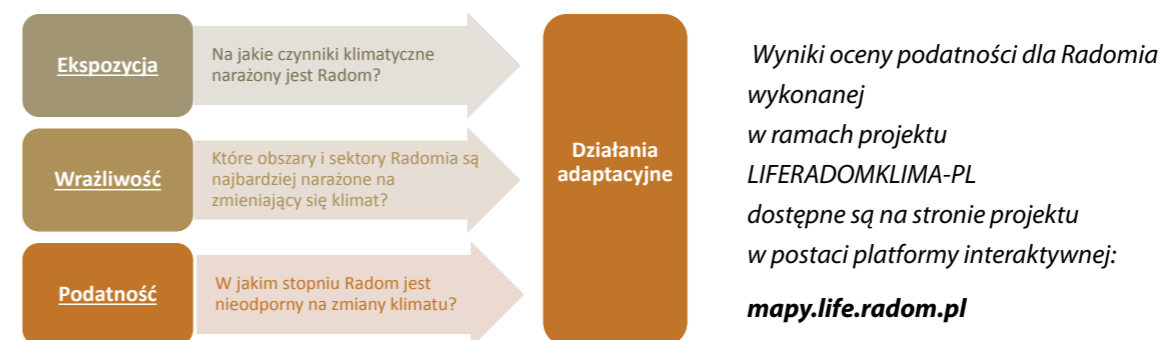 Ekspozycja
Na jakie czynniki klimatyczne
narażony jest Radom?
Wrażliwość
Które obszary i sektory Radomia są
najbardziej narażone na
zmieniający się klimat?
Podatność
W jakim stopniu Radom jest
nieodporny na zmiany klimatu?
Działania
adaptacyjne
Wyniki oceny podatności dla Radomia
wykonanej
w ramach projektu
LIFERADOMKLIMA-PL
dostępne są na stronie projektu
w postaci platformy interaktywnej:
mapy.life.radom.pl